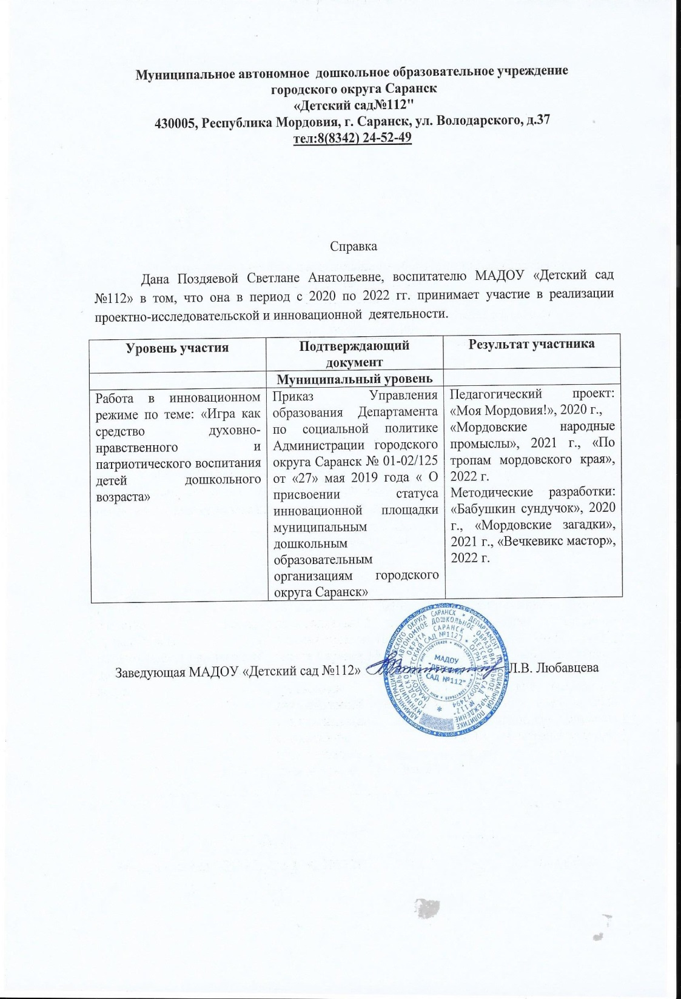 Муниципальное автономное дошкольное образовательное учреждение
городского округа Саранск
«Детский сад№112"
430005, Республика Мордовия, г. Саранск, ул. Володарского, д.37
тел:8(8342) 24-52-49
Справка
Дана Поздяевой Светлане Анатольевне, воспитателю МАДОУ «Детский сад
№112» в том, что она в период с 2020 по 2022 гг. принимает участие в реализации
проектно-исследовательской и инновационной деятельности.
Уровень участия
Подтверждающий
документ
Результат участника
Муниципальный уровень
Работа в инновационном
режиме по теме: «Игра как
средство духовно-
нравственного и
патриотического воспитания
детей дошкольного
возраста»
Приказ Управления
образования Департамента
по социальной политике
Администрации городского
округа Саранск № 01-02/125
от «27» мая 2019 года « О
присвоении статуса
инновационной площадки
муниципальным
дошкольным
образовательным
организациям городского
округа Саранск»
Педагогический проект:
«Моя Мордовия!», 2020 г.,
«Мордовские народные
промыслы», 2021 г., «По
тропам мордовского края»,
2022 г.
Методические разработки:
«Бабушкин сундучок», 2020
г., «Мордовские загадки»,
2021 г., «Вечкевикс мастор»,
2022 г.
Заведующая МАДОУ «Детский сад №112»
Л.В. Любавцева
МАДОУ
"ДЕТСКИЙ
САД №112"